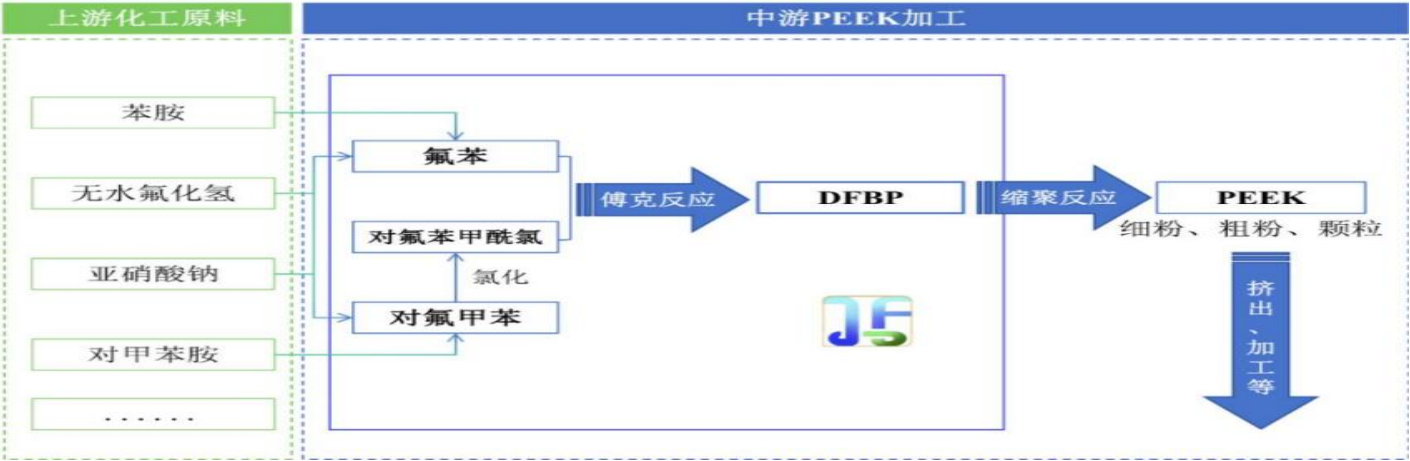 上游化工原料
中游PEEK加工
苯胺
无水氟化氢
亚硝酸钠
对甲苯胺
......
氟苯
对氟苯甲酰氯
氯化
对氟甲苯
傅克反应
DFBP
缩聚反应
PEEK
细粉、粗粉、颗粒
挤出、加工等
JF